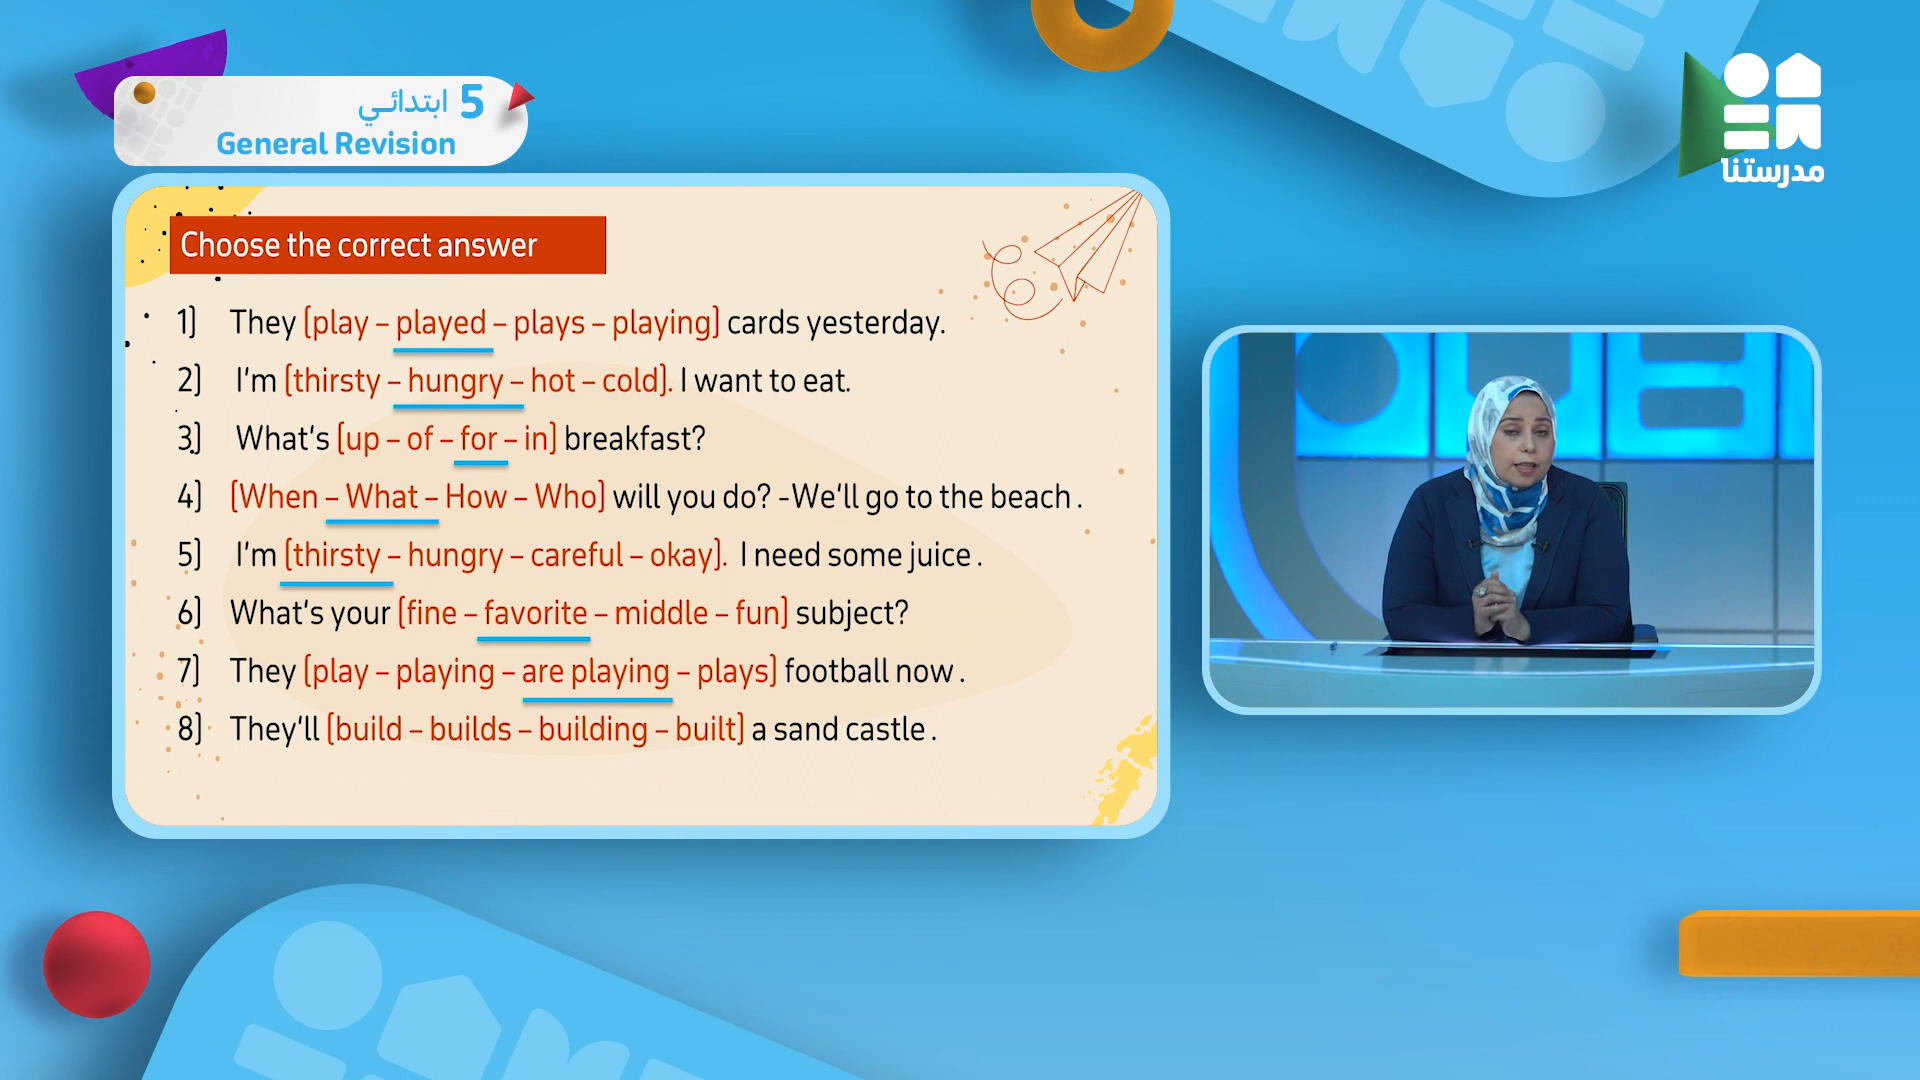 5 ابتدائي
General Revision
مدرستنا
Choose the correct answer
1) They (play – played – plays – playing) cards yesterday.
2) I'm (thirsty – hungry – hot – cold). I want to eat.
3) What's (up – of – for – in) breakfast?
4) (When – What – How – Who) will you do? -We'll go to the beach .
5) I'm (thirsty – hungry – careful – okay). I need some juice .
6) What's your (fine – favorite – middle – fun) subject?
7) They (play – playing – are playing – plays) football now .
8) They'll (build – builds – building – built) a sand castle .